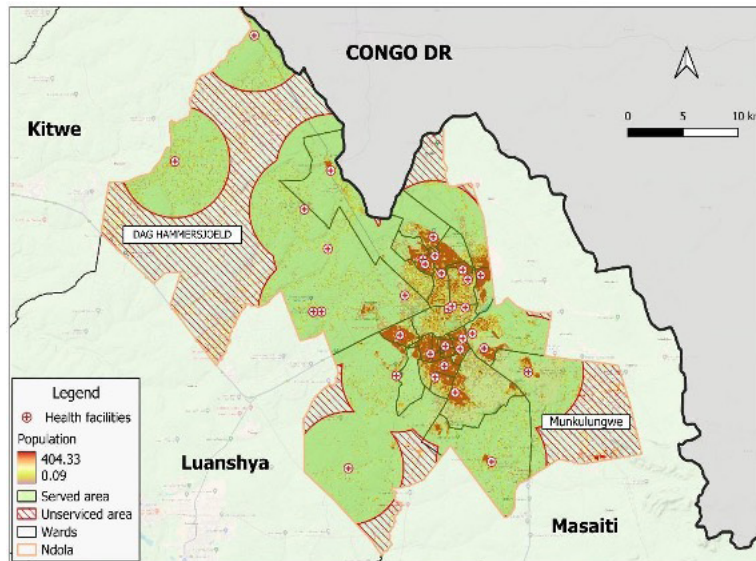 CONGO DR
Kitwe
0 5 10 km
DAG HAMMERSJOELD
Legend
Health facilities
Population
404.33
0.09
Served area
Unserviced area
Wards
Ndola
Munkulungwe
Luanshya
Masaiti